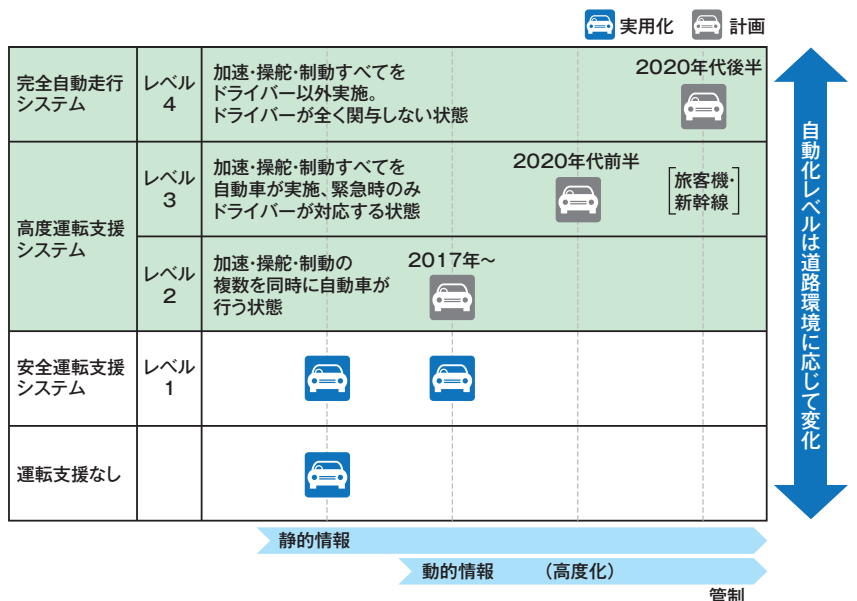 実用化 計画
完全自動走行
システム
レベル
4
加速・操舵・制動すべてを
ドライバー以外実施。
ドライバーが全く関与しない状態
2020年代後半
高度運転支援
システム
レベル
3
加速・操舵・制動すべてを
自動車が実施、緊急時のみ
ドライバーが対応する状態
2020年代前半
旅客機・
新幹線
レベル
2
加速・操舵・制動の
複数を同時に自動車が
行う状態
2017年~
安全運転支援
システム
レベル
1
運転支援なし
自動化レベルは道路環境に応じて変化
静的情報
動的情報 (高度化)
管制